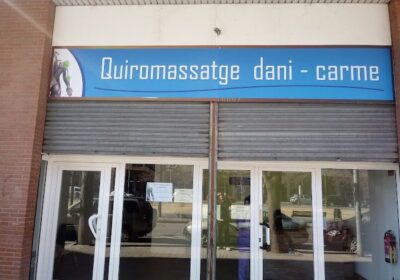 Quiromassatge dani - carme